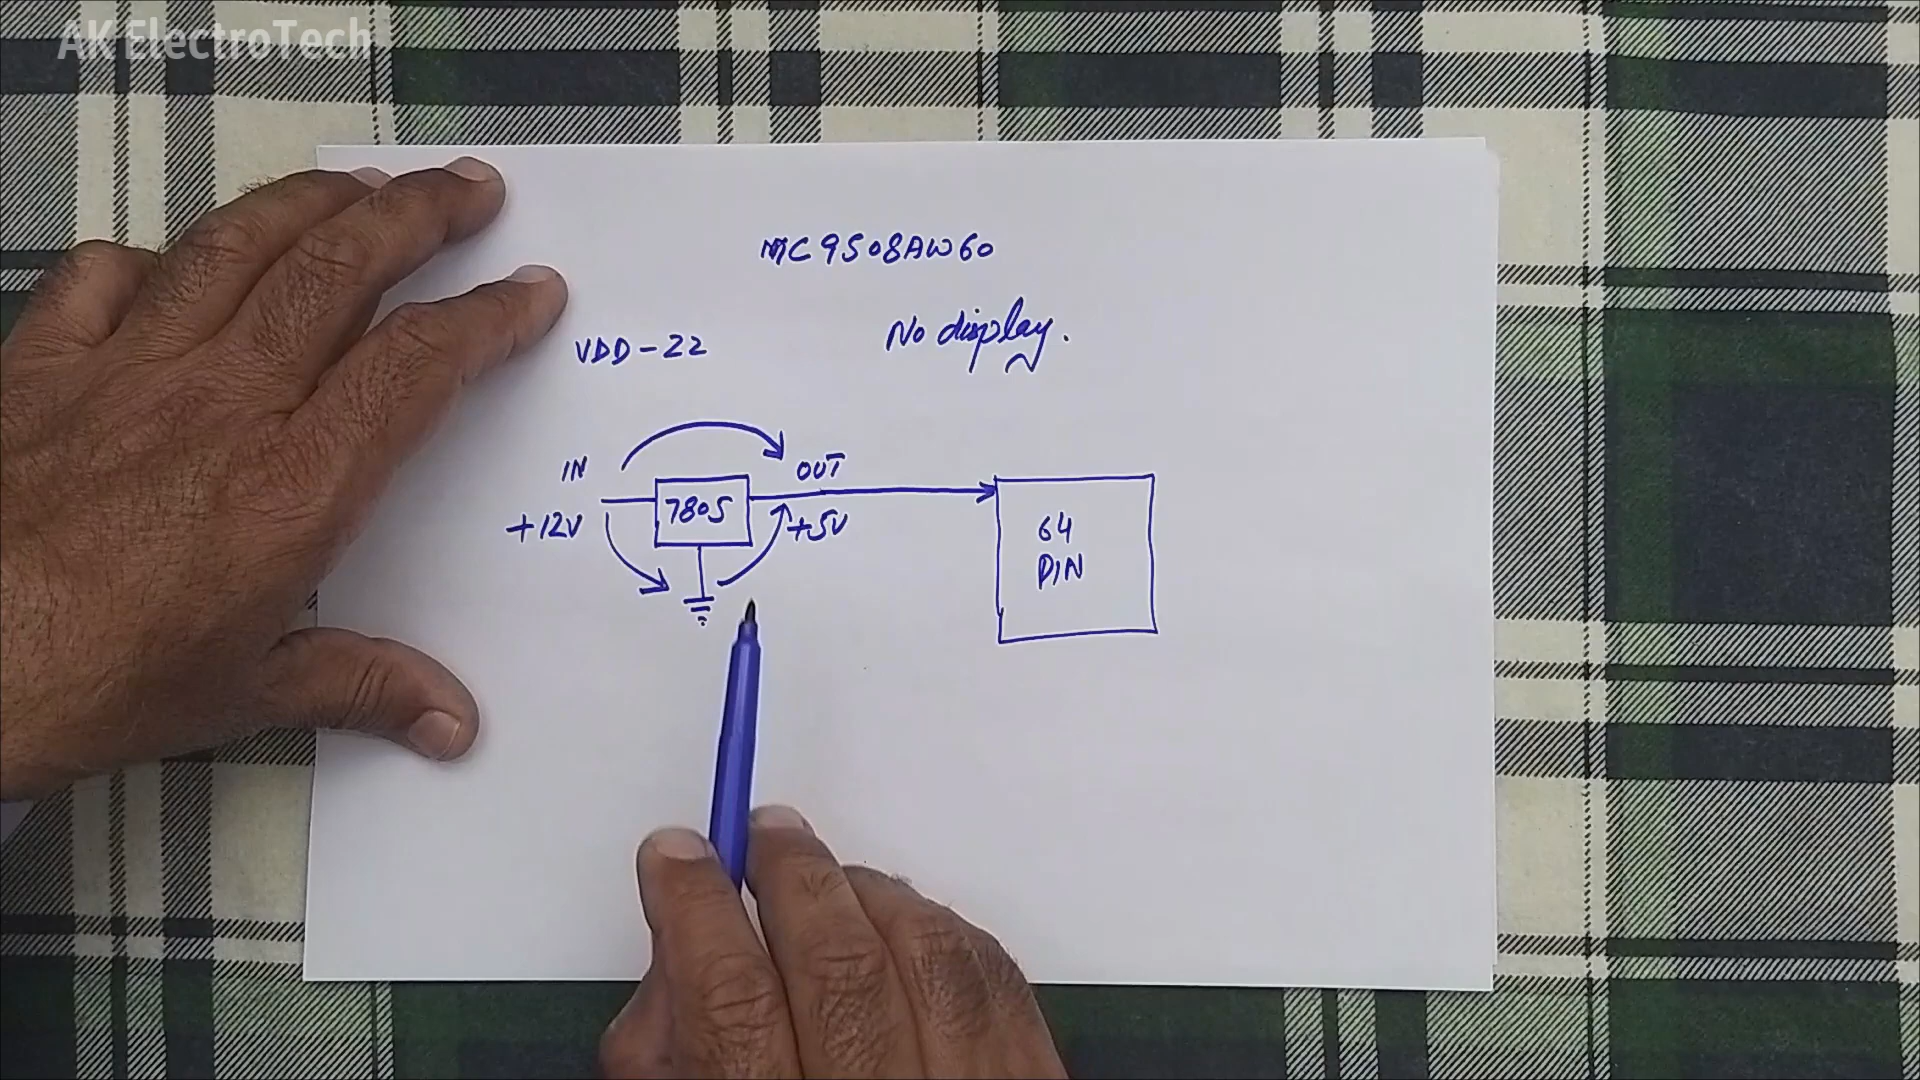 AK ElectroTech
MC9S08AW60
No display.
VDD-22
IN
OUT
7805
+12V
+5V
64
PIN